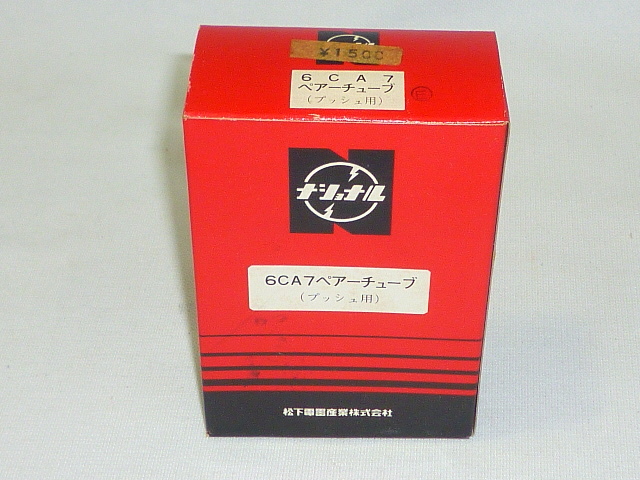 ¥1500
6CA7
ペアーチューブ
(プッシュ用)
E
ナショナル
6CA7ペアーチューブ
(プッシュ用)
松下電器産業株式会社